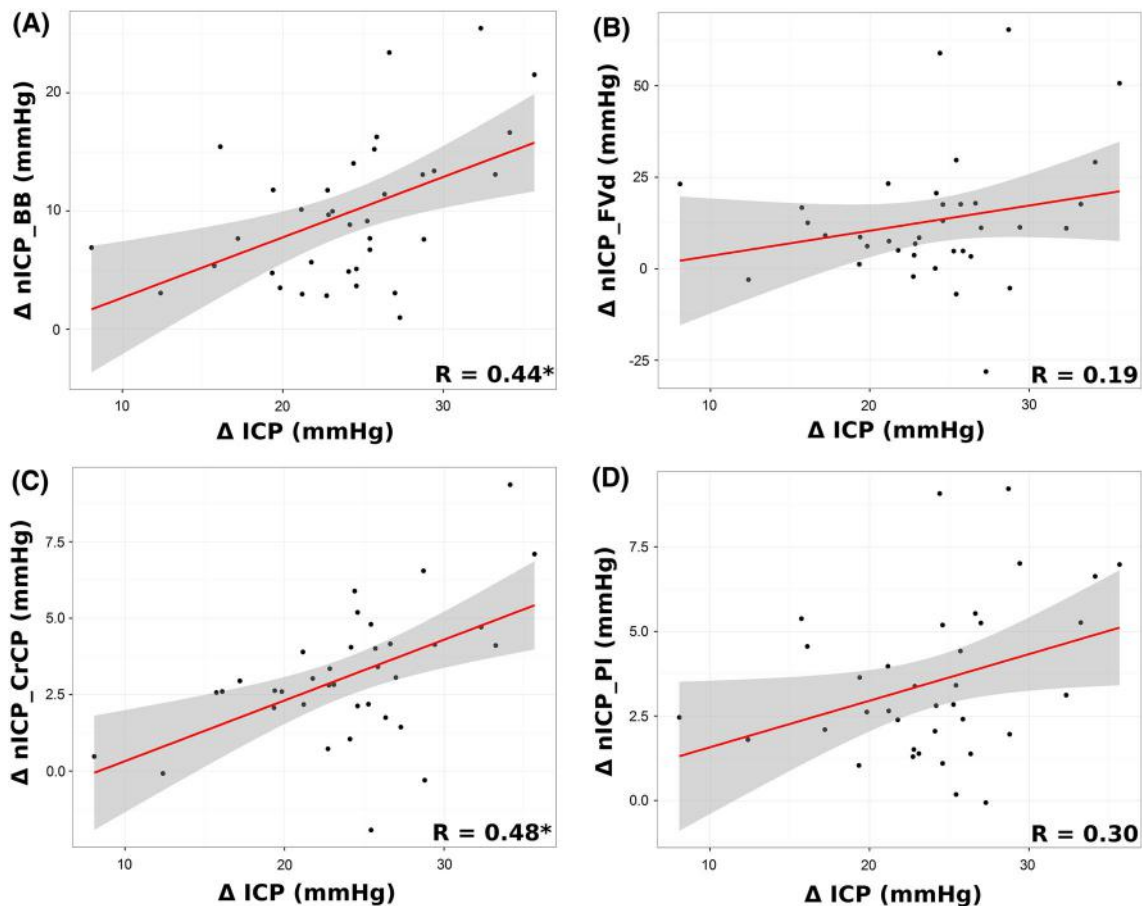 (A)
Δ nICP_BB (mmHg)
20
10
0
10 20 30
R = 0.44*
Δ ICP (mmHg)
(B)
Δ nICP_FVd (mmHg)
50
25
0
-25
10 20 30
R = 0.19
Δ ICP (mmHg)
(C)
Δ nICP_CrCP (mmHg)
7.5
5.0
2.5
0.0
10 20 30
R = 0.48*
Δ ICP (mmHg)
(D)
Δ nICP_PI (mmHg)
7.5
5.0
2.5
0.0
10 20 30
R = 0.30
Δ ICP (mmHg)